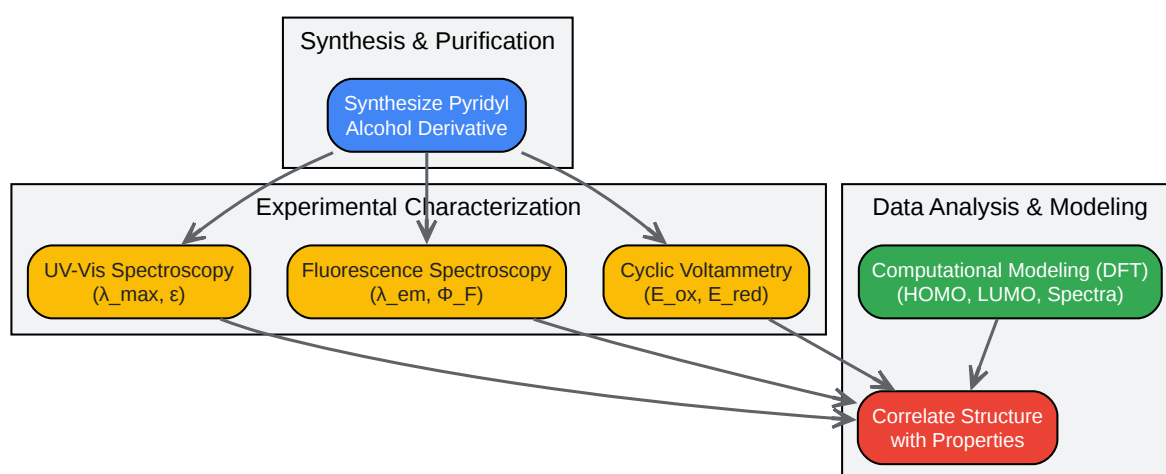 Synthesis & Purification
Synthesize Pyridyl
Alcohol Derivative
Experimental Characterization
UV-Vis Spectroscopy
(λ_max, ε)
Fluorescence Spectroscopy
(λ_em, Φ_F)
Cyclic Voltammetry
(E_ox, E_red)
Data Analysis & Modeling
Computational Modeling (DFT)
(HOMO, LUMO, Spectra)
Correlate Structure
with Properties